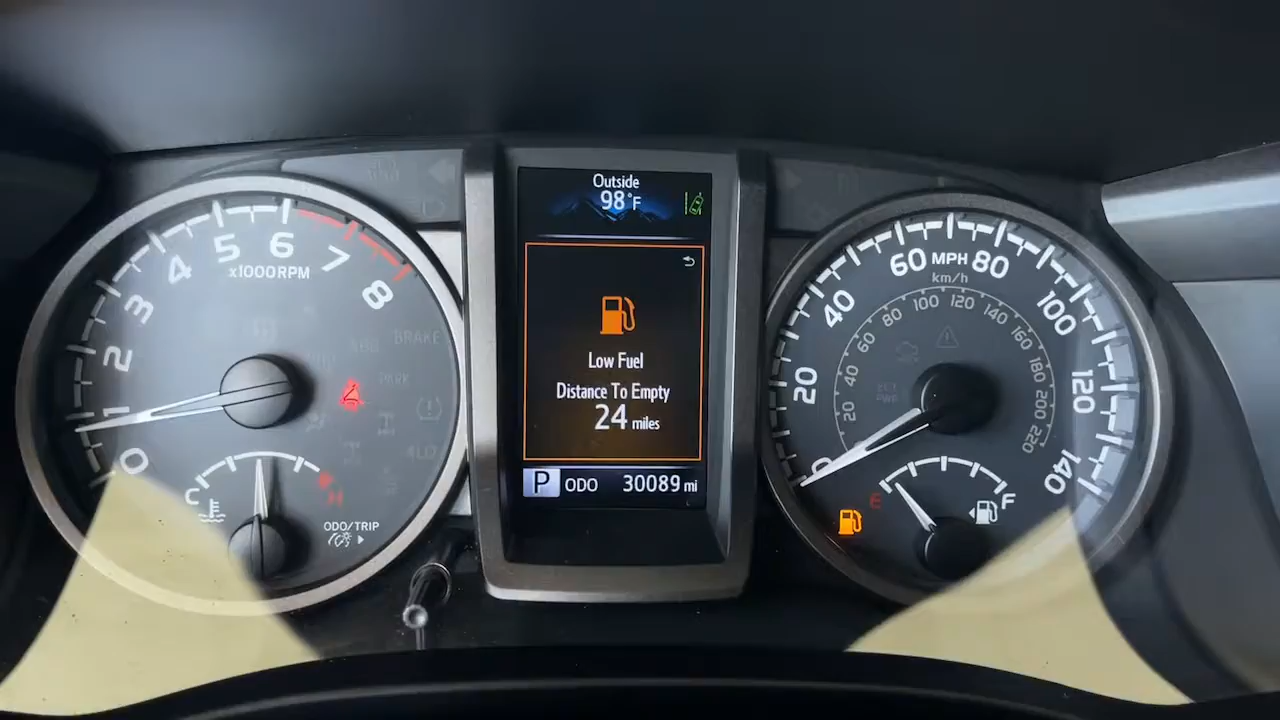 Outside
98°F
Low Fuel
Distance To Empty
24 miles
P ODO 30089 mi
0
1
2
3
4
5
6
7
8
x1000RPM
BRAKE
PARK
C
H
ODO/TRIP
0
20
40
60
MPH
80
100
120
140
km/h
20
40
60
80
100
120
140
160
180
200
220
E
F